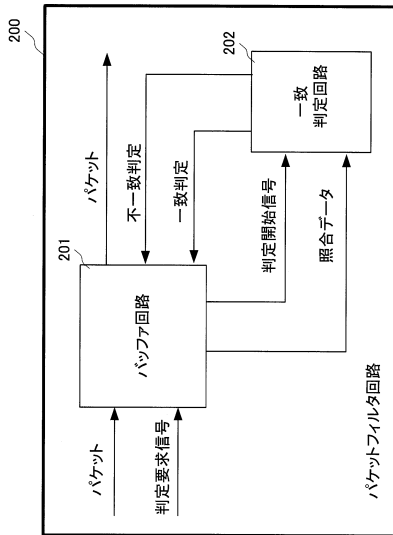 200
パケット
判定要求信号
201
バッファ回路
パケット
不一致判定
一致判定
判定開始信号
照合データ
202
一致
判定回路
パケットフィルタ回路